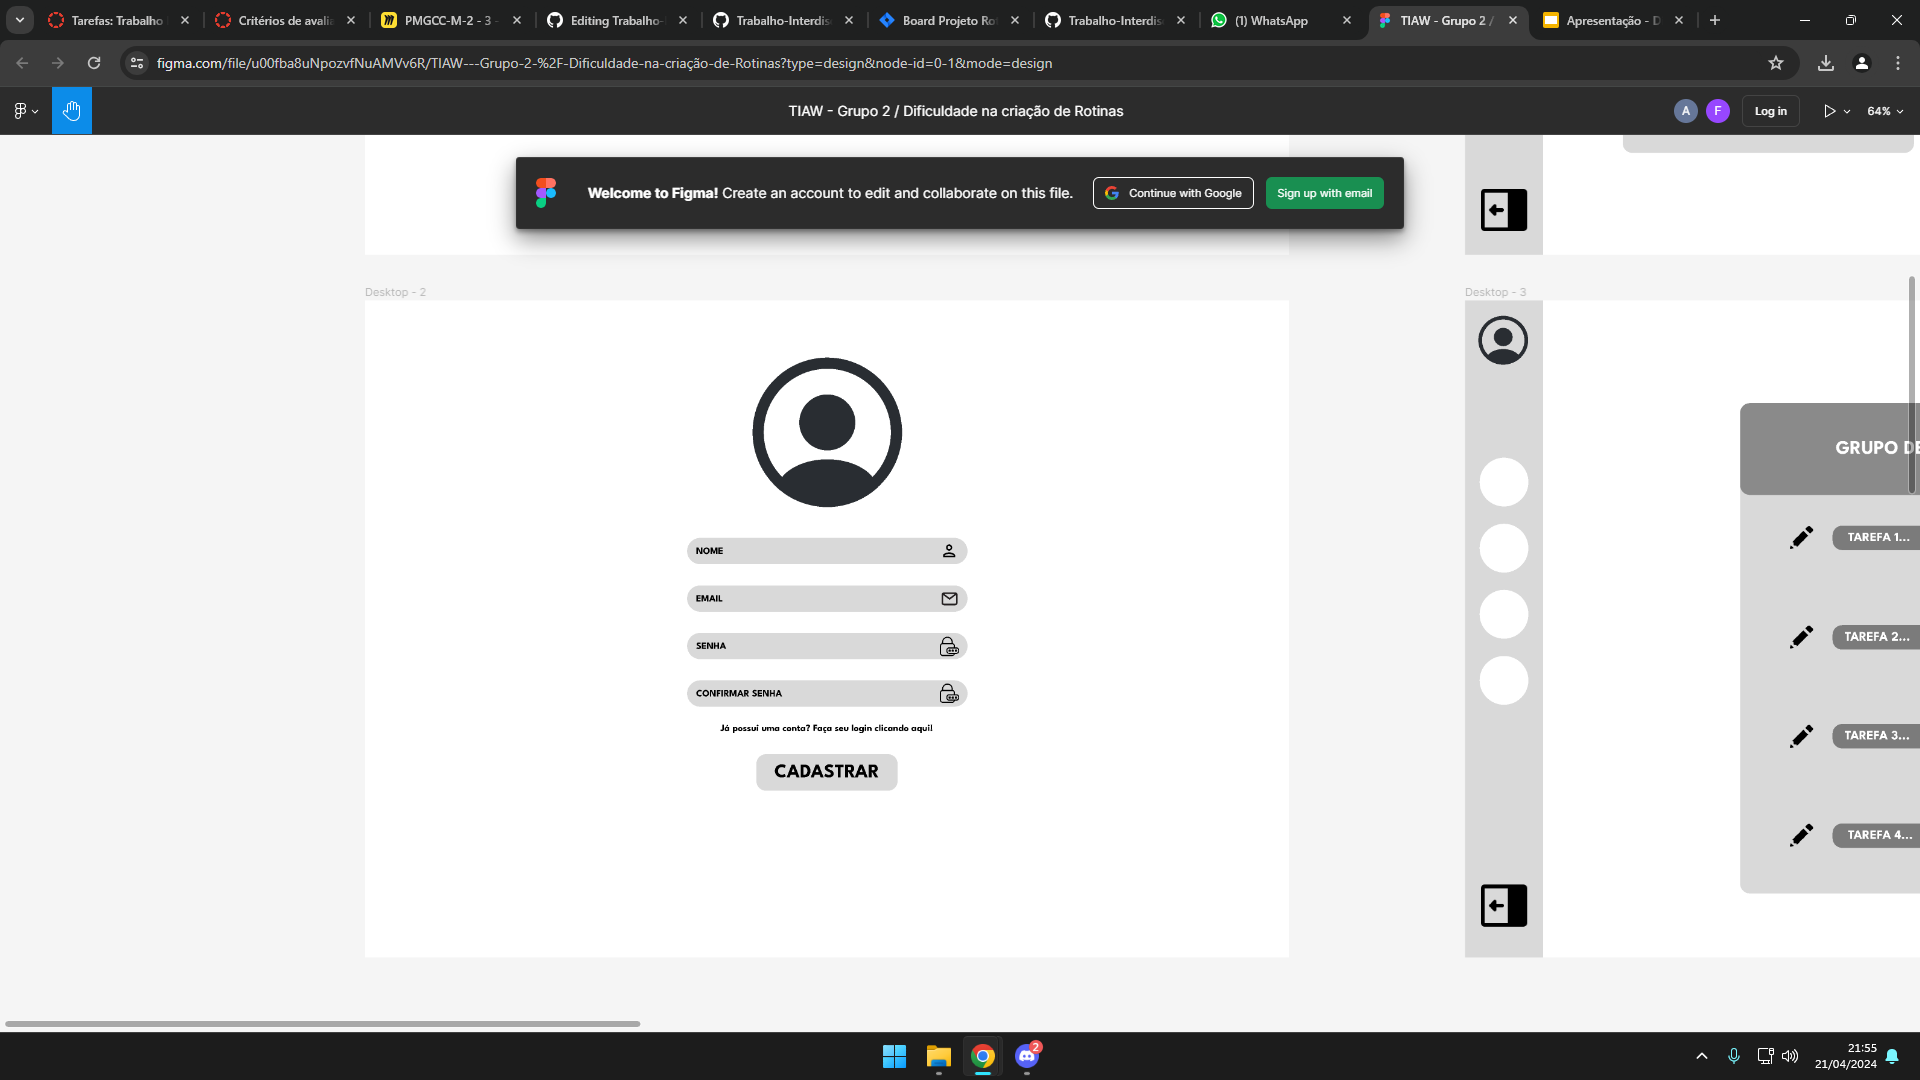 Tarefas: Trabalho
Critérios de avalia
PMGCC-M-2 - 3 -
Editing Trabalho-
Trabalho-Interdis
Board Projeto Ro
Trabalho-Interdis
(1) WhatsApp
TIAW - Grupo 2 /
Apresentação - D
figma.com/file/u00fba8uNpozvfNuAMVv6R/TIAW---Grupo-2-%2F-Dificuldade-na-criação-de-Rotinas?type=design&node-id=0-1&mode=design
TIAW - Grupo 2 / Dificuldade na criação de Rotinas
A
F
Log in
64%
Welcome to Figma! Create an account to edit and collaborate on this file.
Continue with Google
Sign up with email
Desktop - 2
Desktop - 3
NOME
EMAIL
SENHA
CONFIRMAR SENHA
Já possui uma conta? Faça seu login clicando aqui!
CADASTRAR
GRUPO DE
TAREFA 1...
TAREFA 2...
TAREFA 3...
TAREFA 4...
2
21:55
21/04/2024